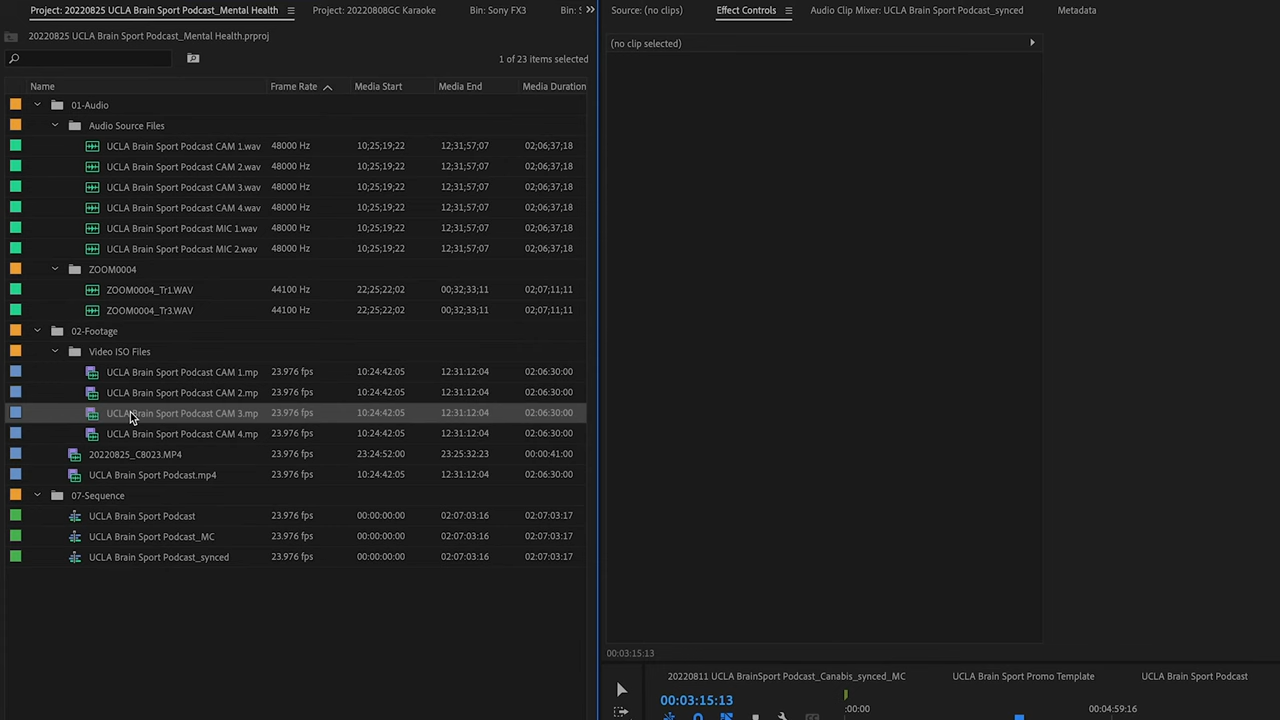 Project: 20220825 UCLA Brain Sport Podcast_Mental Health Project: 20220808GC Karaoke Bin: Sony FX3 Bin: S
Source: (no clips) Effect Controls Audio Clip Mixer: UCLA Brain Sport Podcast_synced Metadata
20220825 UCLA Brain Sport Podcast_Mental Health.prproj
(no clip selected)
1 of 23 items selected
Name Frame Rate Media Start Media End Media Duration
01-Audio
Audio Source Files
UCLA Brain Sport Podcast CAM 1.wav 48000 Hz 10;25;19;22 12;31;57;07 02;06;37;18
UCLA Brain Sport Podcast CAM 2.wav 48000 Hz 10;25;19;22 12;31;57;07 02;06;37;18
UCLA Brain Sport Podcast CAM 3.wav 48000 Hz 10;25;19;22 12;31;57;07 02;06;37;18
UCLA Brain Sport Podcast CAM 4.wav 48000 Hz 10;25;19;22 12;31;57;07 02;06;37;18
UCLA Brain Sport Podcast MIC 1.wav 48000 Hz 10;25;19;22 12;31;57;07 02;06;37;18
UCLA Brain Sport Podcast MIC 2.wav 48000 Hz 10;25;19;22 12;31;57;07 02;06;37;18
ZOOM0004
ZOOM0004_Tr1.WAV 44100 Hz 22;25;22;02 00;32;33;11 02;07;11;11
ZOOM0004_Tr3.WAV 44100 Hz 22;25;22;02 00;32;33;11 02;07;11;11
02-Footage
Video ISO Files
UCLA Brain Sport Podcast CAM 1.mp 23.976 fps 10:24:42:05 12:31:12:04 02:06:30:00
UCLA Brain Sport Podcast CAM 2.mp 23.976 fps 10:24:42:05 12:31:12:04 02:06:30:00
UCLA Brain Sport Podcast CAM 3.mp 23.976 fps 10:24:42:05 12:31:12:04 02:06:30:00
UCLA Brain Sport Podcast CAM 4.mp 23.976 fps 10:24:42:05 12:31:12:04 02:06:30:00
20220825_C8023.MP4 23.976 fps 23:24:52:00 23:25:32:23 00:00:41:00
UCLA Brain Sport Podcast.mp4 23.976 fps 10:24:42:05 12:31:12:04 02:06:30:00
07-Sequence
UCLA Brain Sport Podcast 23.976 fps 00:00:00:00 02:07:03:16 02:07:03:17
UCLA Brain Sport Podcast_MC 23.976 fps 00:00:00:00 02:07:03:16 02:07:03:17
UCLA Brain Sport Podcast_synced 23.976 fps 00:00:00:00 02:07:03:16 02:07:03:17
00:03:15:13
20220811 UCLA BrainSport Podcast_Canabis_synced_MC UCLA Brain Sport Promo Template UCLA Brain Sport Podcast
00:03:15:13
:00:00 00:04:59:16